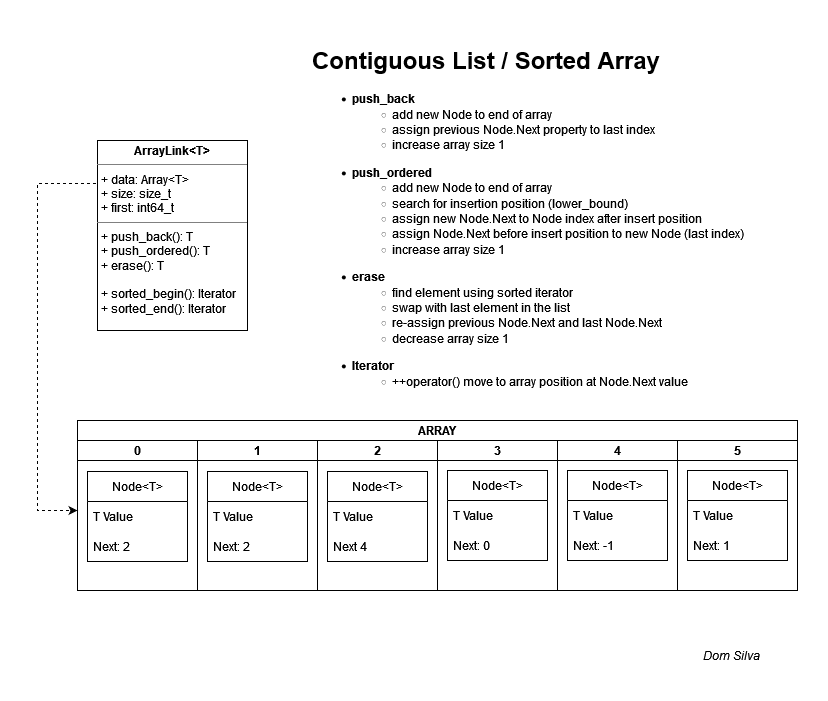 Contiguous List / Sorted Array
push_back
add new Node to end of array
assign previous Node.Next property to last index
increase array size 1
push_ordered
add new Node to end of array
search for insertion position (lower_bound)
assign new Node.Next to Node index after insert position
assign Node.Next before insert position to new Node (last index)
increase array size 1
erase
find element using sorted iterator
swap with last element in the list
re-assign previous Node.Next and last Node.Next
decrease array size 1
Iterator
++operator() move to array position at Node.Next value
ArrayLink<T>
+ data: Array<T>
+ size: size_t
+ first: int64_t
+ push_back(): T
+ push_ordered(): T
+ erase(): T
+ sorted_begin(): Iterator
+ sorted_end(): Iterator
ARRAY
0 1 2 3 4 5
Node<T> Node<T> Node<T> Node<T> Node<T> Node<T>
T Value T Value T Value T Value T Value T Value
Next: 2 Next: 2 Next 4 Next: 0 Next: -1 Next: 1
Dom Silva